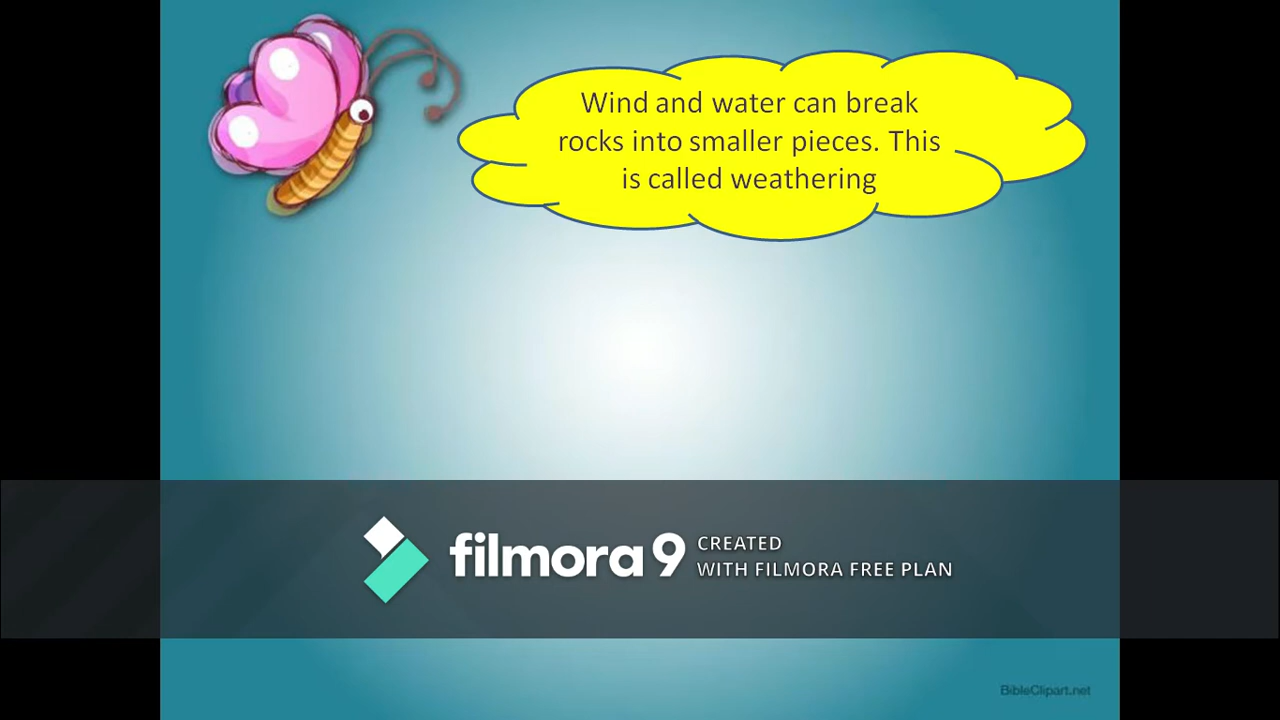 Wind and water can break
rocks into smaller pieces. This
is called weathering
filmora 9
CREATED
WITH FILMORA FREE PLAN
BibleClipart.net